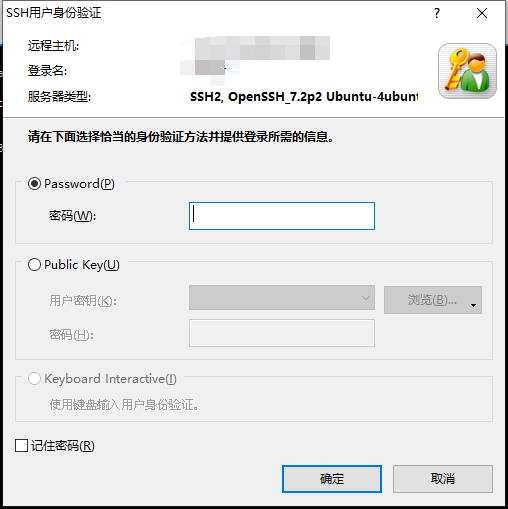 SSH用户身份验证
远程主机:
登录名:
服务器类型: SSH2, OpenSSH_7.2p2 Ubuntu-4ubunt
请在下面选择恰当的身份验证方法并提供登录所需的信息。
Password(P)
密码(W):
Public Key(U)
用户密钥(K):
浏览(B)...
密码(H):
Keyboard Interactive(I)
使用键盘输入用户身份验证。
记住密码(R)
确定 取消